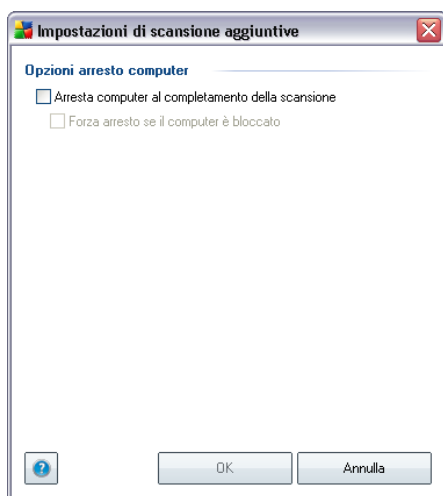 Impostazioni di scansione aggiuntive
Opzioni arresto computer
Arresta computer al completamento della scansione
Forza arresto se il computer è bloccato
?
OK
Annulla